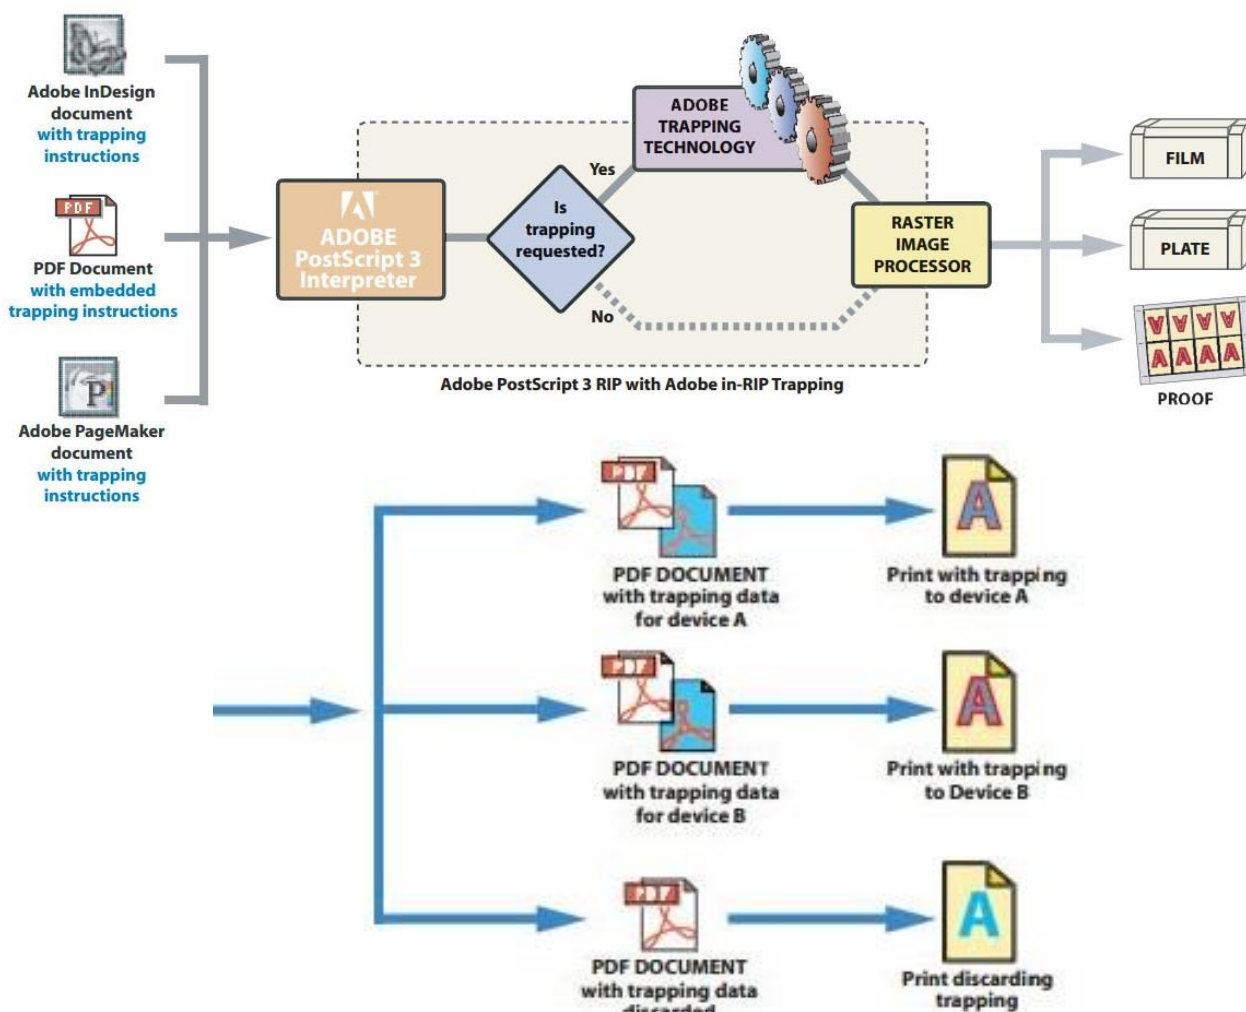 Adobe InDesign
document
with trapping
instructions
PDF
PDF Document
with embedded
trapping instructions
P
Adobe PageMaker
document
with trapping
instructions
ADOBE
PostScript 3
Interpreter
Is
trapping
requested?
Yes
No
ADOBE
TRAPPING
TECHNOLOGY
RASTER
IMAGE
PROCESSOR
Adobe PostScript 3 RIP with Adobe in-RIP Trapping
FILM
PLATE
A A A A
A A A A
PROOF
PDF
PDF DOCUMENT
with trapping data
for device A
A
Print with trapping
to device A
PDF
PDF DOCUMENT
with trapping data
for device B
A
Print with trapping
to Device B
PDF
PDF DOCUMENT
with trapping data
discarded
A
Print discarding
trapping